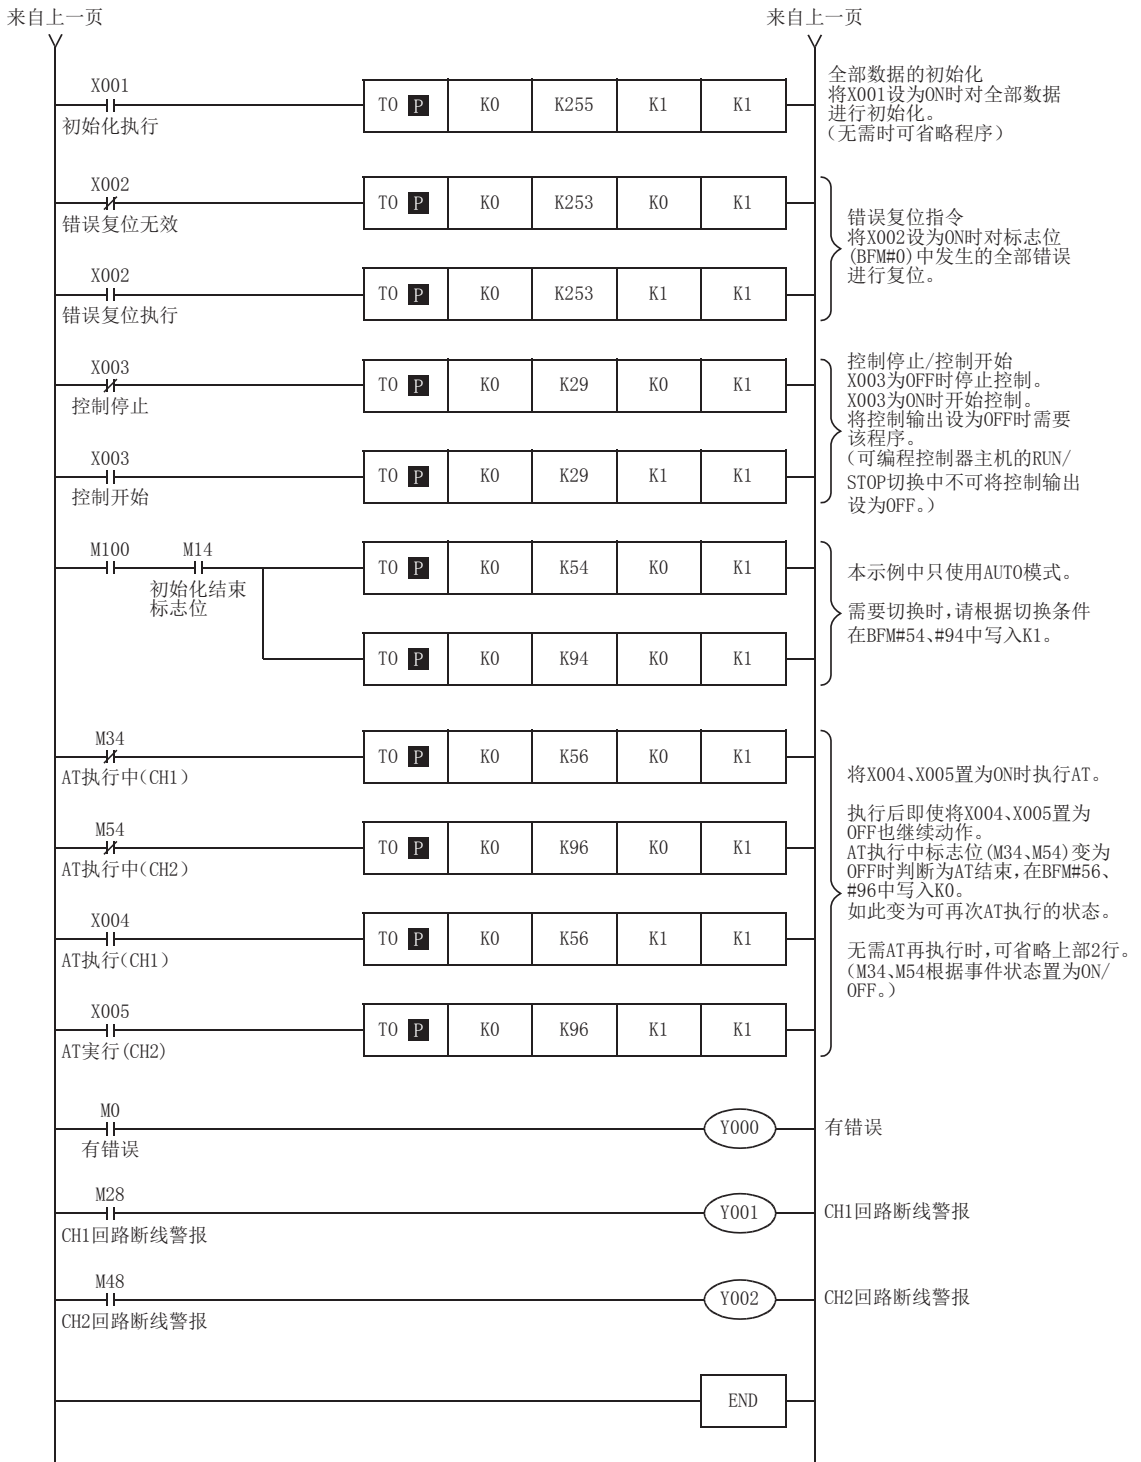 来自上一页 来自上一页
X001
初始化执行
TO P K0 K255 K1 K1
全部数据的初始化
将X001设为ON时对全部数据
进行初始化。
(无需时可省略程序)
X002
错误复位无效
TO P K0 K253 K0 K1
X002
错误复位执行
TO P K0 K253 K1 K1
错误复位指令
将X002设为ON时对标志位
(BFM#0)中发生的全部错误
进行复位。
X003
控制停止
TO P K0 K29 K0 K1
X003
控制开始
TO P K0 K29 K1 K1
控制停止/控制开始
X003为OFF时停止控制。
X003为ON时开始控制。
将控制输出设为OFF时需要
该程序。
(可编程控制器主机的RUN/
STOP切换中不可将控制输出
设为OFF。)
M100 M14
初始化结束
标志位
TO P K0 K54 K0 K1
TO P K0 K94 K0 K1
本示例中只使用AUTO模式。
需要切换时,请根据切换条件
在BFM#54、#94中写入K1。
M34
AT执行中(CH1)
TO P K0 K56 K0 K1
M54
AT执行中(CH2)
TO P K0 K96 K0 K1
X004
AT执行(CH1)
TO P K0 K56 K1 K1
X005
AT実行(CH2)
TO P K0 K96 K1 K1
将X004、X005置为ON时执行AT。
执行后即使将X004、X005置为
OFF也继续动作。
AT执行中标志位(M34、M54)变为
OFF时判断为AT结束,在BFM#56、
#96中写入K0。
如此变为可再次AT执行的状态。
无需AT再执行时,可省略上部2行。
(M34、M54根据事件状态置为ON/
OFF。)
M0
有错误
Y000
有错误
M28
CH1回路断线警报
Y001
CH1回路断线警报
M48
CH2回路断线警报
Y002
CH2回路断线警报
END